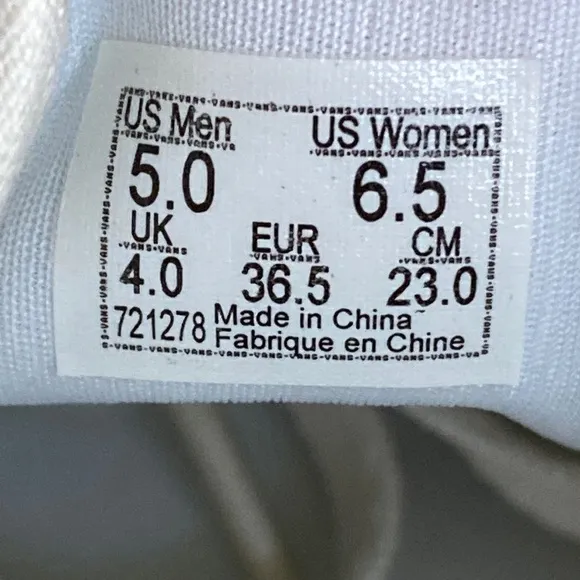 US Men US Women
5.0 6.5
UK EUR CM
4.0 36.5 23.0
721278 Made in China
Fabrique en Chine